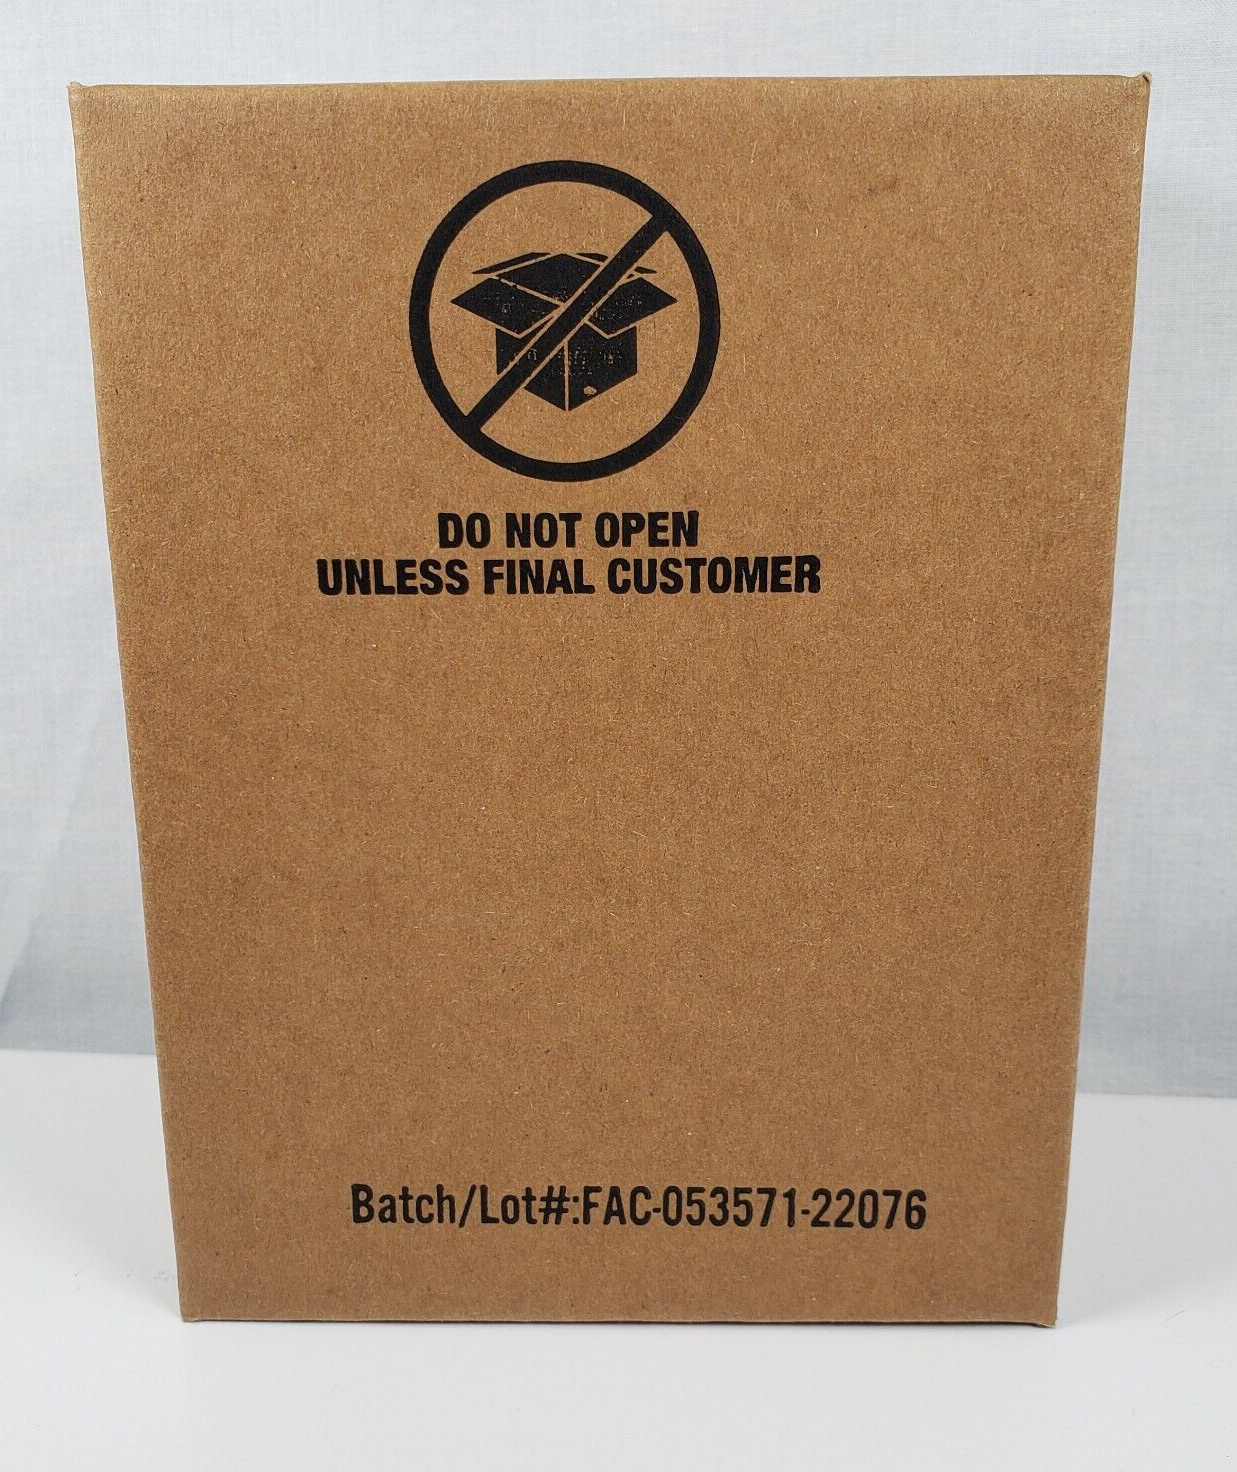 DO NOT OPEN
UNLESS FINAL CUSTOMER
Batch/Lot#:FAC-053571-22076